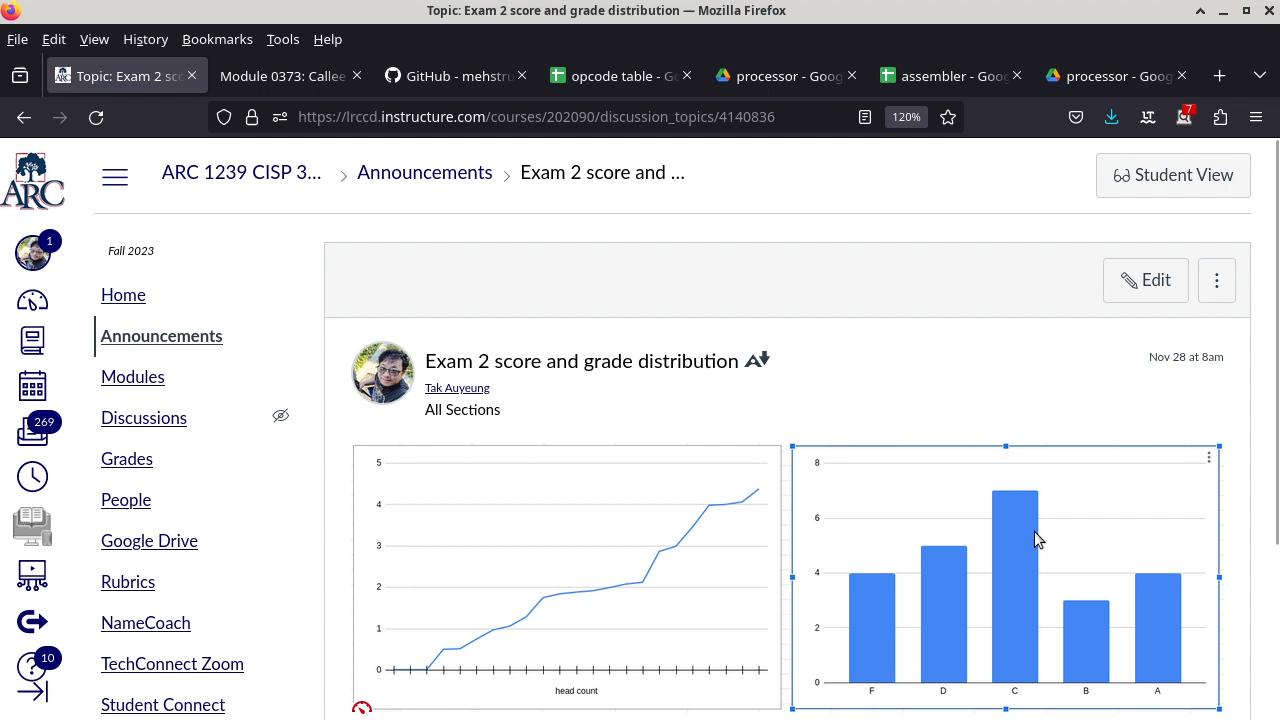 Topic: Exam 2 score and grade distribution — Mozilla Firefox
File Edit View History Bookmarks Tools Help
Topic: Exam 2 sco
Module 0373: Callee
GitHub - mehstru
opcode table - Go
processor - Goog
assembler - Goog
processor - Goog
https://lrccd.instructure.com/courses/202090/discussion_topics/4140836
120%
7
ARC
ARC 1239 CISP 3...
Announcements
Exam 2 score and ...
Student View
1
Fall 2023
Home
Announcements
Modules
Discussions
Grades
People
Google Drive
Rubrics
NameCoach
TechConnect Zoom
Student Connect
269
10
Edit
Exam 2 score and grade distribution
Nov 28 at 8am
Tak Auyeung
All Sections
5
4
3
2
1
0
head count
8
6
4
2
0
F D C B A